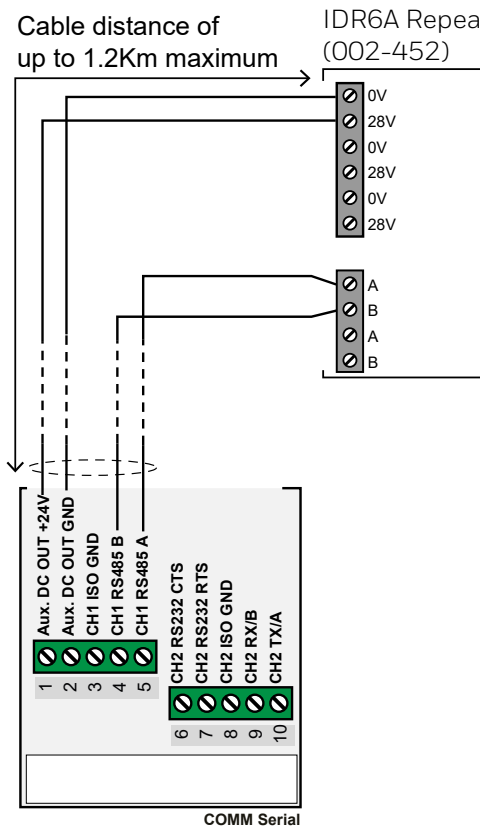 Cable distance of
up to 1.2Km maximum
IDR6A Repea
(002-452)
0V
28V
0V
28V
0V
28V
A
B
A
B
Aux. DC OUT +24V
Aux. DC OUT GND
CH1 ISO GND
CH1 RS485 B
CH1 RS485 A
1
2
3
4
5
CH2 RS232 CTS
CH2 RS232 RTS
CH2 ISO GND
CH2 RX/B
CH2 TX/A
6
7
8
9
10
COMM Serial